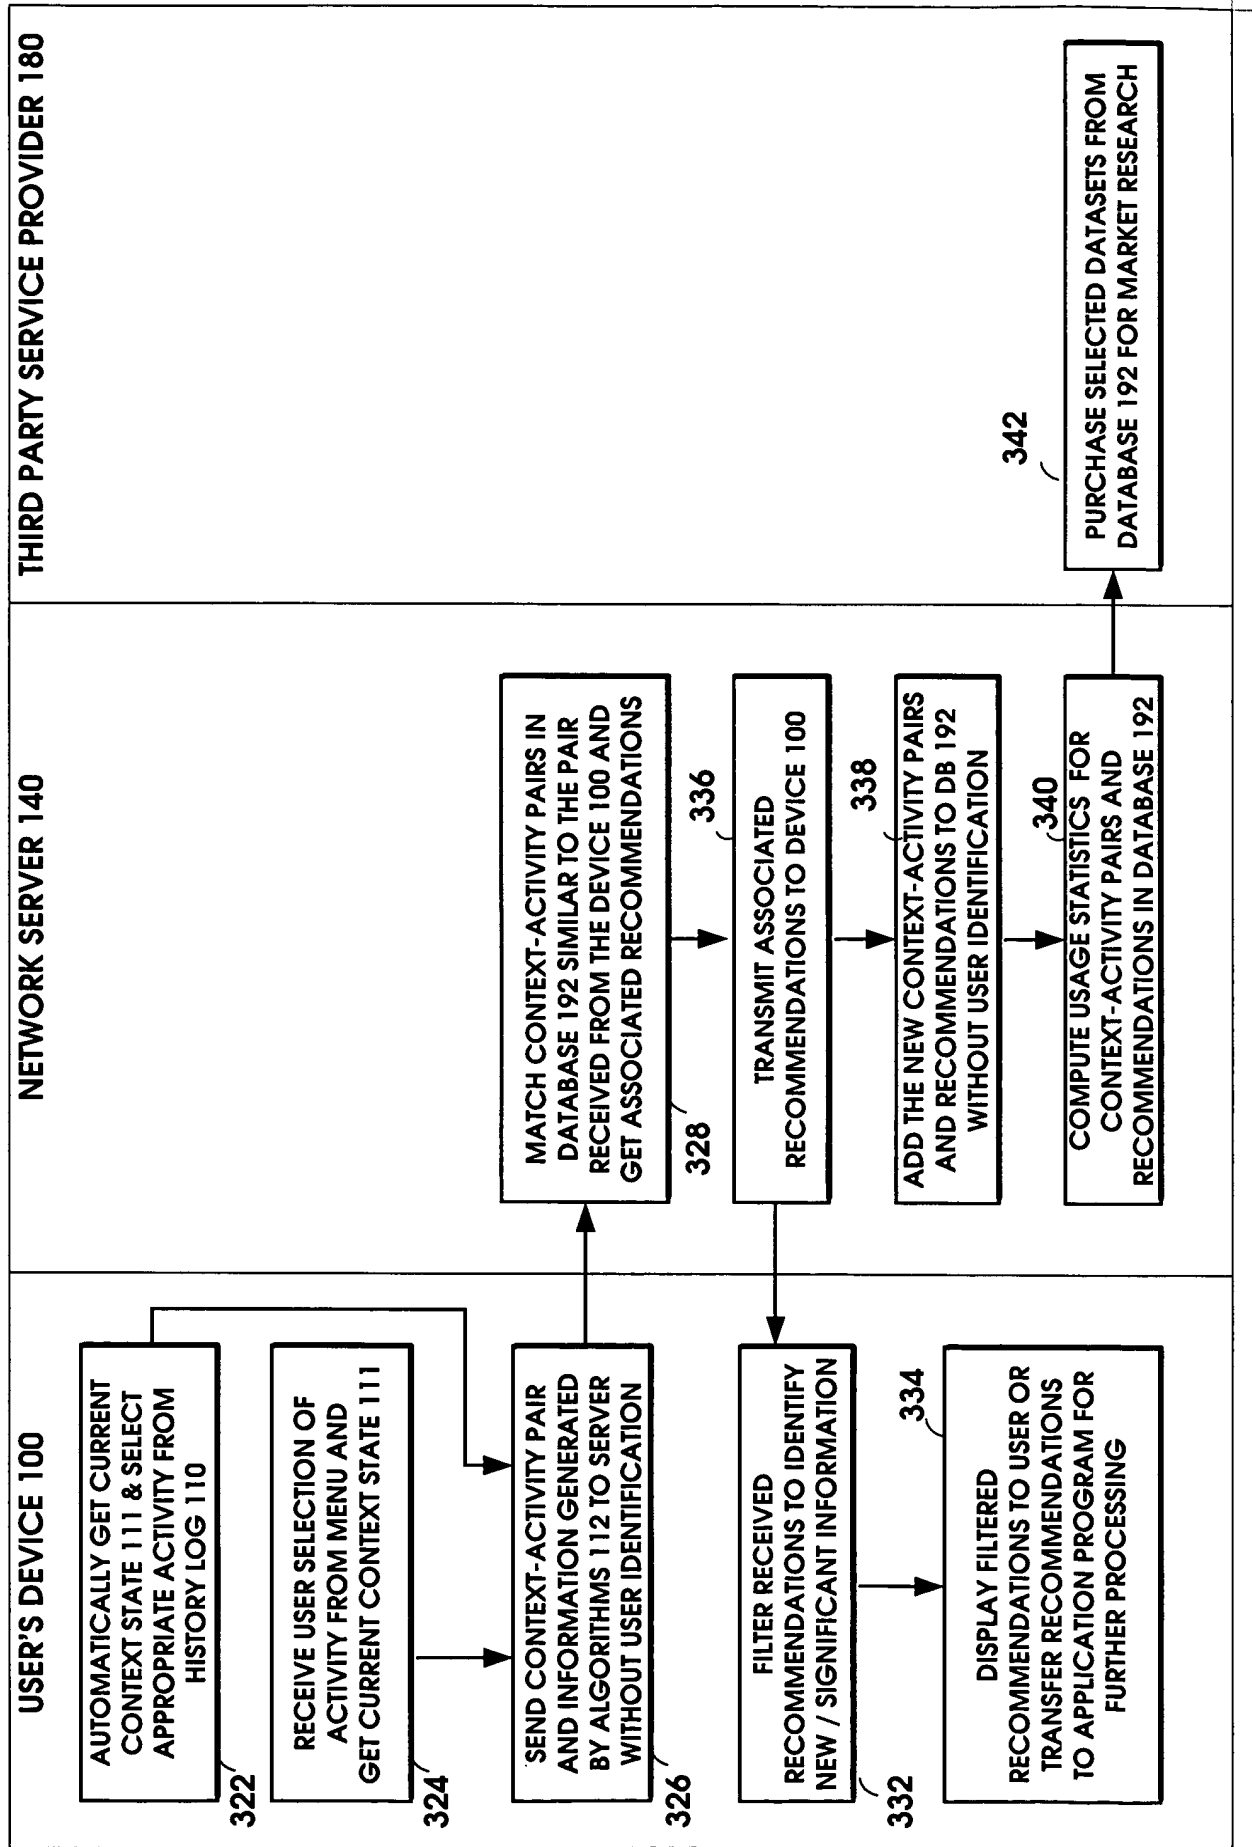 USER'S DEVICE 100
AUTOMATICALLY GET CURRENT
CONTEXT STATE 111 & SELECT
APPROPRIATE ACTIVITY FROM
HISTORY LOG 110
322
RECEIVE USER SELECTION OF
ACTIVITY FROM MENU AND
GET CURRENT CONTEXT STATE 111
324
SEND CONTEXT-ACTIVITY PAIR
AND INFORMATION GENERATED
BY ALGORITHMS 112 TO SERVER
WITHOUT USER IDENTIFICATION
326
FILTER RECEIVED
RECOMMENDATIONS TO IDENTIFY
NEW / SIGNIFICANT INFORMATION
332
334
DISPLAY FILTERED
RECOMMENDATIONS TO USER OR
TRANSFER RECOMMENDATIONS
TO APPLICATION PROGRAM FOR
FURTHER PROCESSING
NETWORK SERVER 140
MATCH CONTEXT-ACTIVITY PAIRS IN
DATABASE 192 SIMILAR TO THE PAIR
RECEIVED FROM THE DEVICE 100 AND
GET ASSOCIATED RECOMMENDATIONS
328
336
TRANSMIT ASSOCIATED
RECOMMENDATIONS TO DEVICE 100
338
ADD THE NEW CONTEXT-ACTIVITY PAIRS
AND RECOMMENDATIONS TO DB 192
WITHOUT USER IDENTIFICATION
340
COMPUTE USAGE STATISTICS FOR
CONTEXT-ACTIVITY PAIRS AND
RECOMMENDATIONS IN DATABASE 192
THIRD PARTY SERVICE PROVIDER 180
342
PURCHASE SELECTED DATASETS FROM
DATABASE 192 FOR MARKET RESEARCH